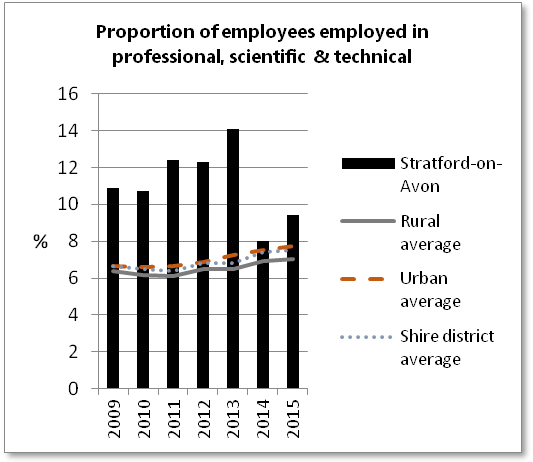 Proportion of employees employed in
professional, scientific & technical
16
14
12
10
8
6
4
2
0
%
2009
2010
2011
2012
2013
2014
2015
Stratford-on-
Avon
Rural
average
Urban
average
Shire district
average